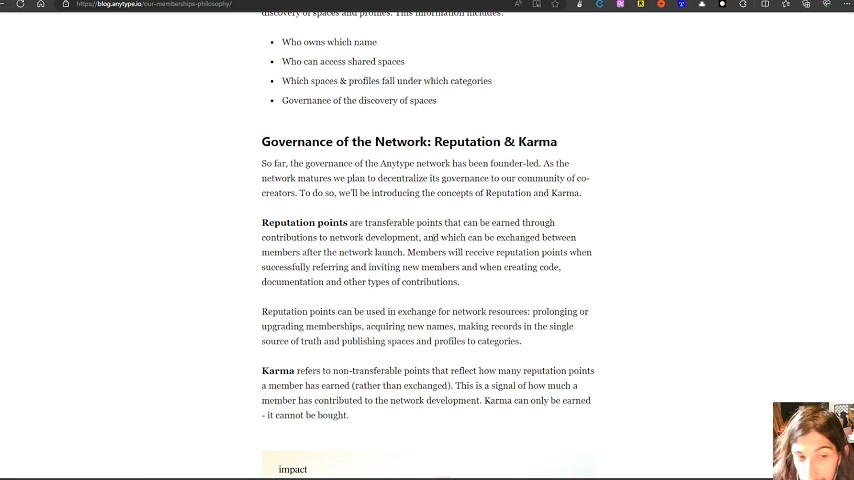 https://blog.anytype.io/our-memberships-philosophy/
discovery of spaces and profiles. This information includes:
• Who owns which name
• Who can access shared spaces
• Which spaces & profiles fall under which categories
• Governance of the discovery of spaces
Governance of the Network: Reputation & Karma
So far, the governance of the Anytype network has been founder-led. As the
network matures we plan to decentralize its governance to our community of co-
creators. To do so, we'll be introducing the concepts of Reputation and Karma.
Reputation points are transferable points that can be earned through
contributions to network development, and which can be exchanged between
members after the network launch. Members will receive reputation points when
successfully referring and inviting new members and when creating code,
documentation and other types of contributions.
Reputation points can be used in exchange for network resources: prolonging or
upgrading memberships, acquiring new names, making records in the single
source of truth and publishing spaces and profiles to categories.
Karma refers to non-transferable points that reflect how many reputation points
a member has earned (rather than exchanged). This is a signal of how much a
member has contributed to the network development. Karma can only be earned
- it cannot be bought.
impact